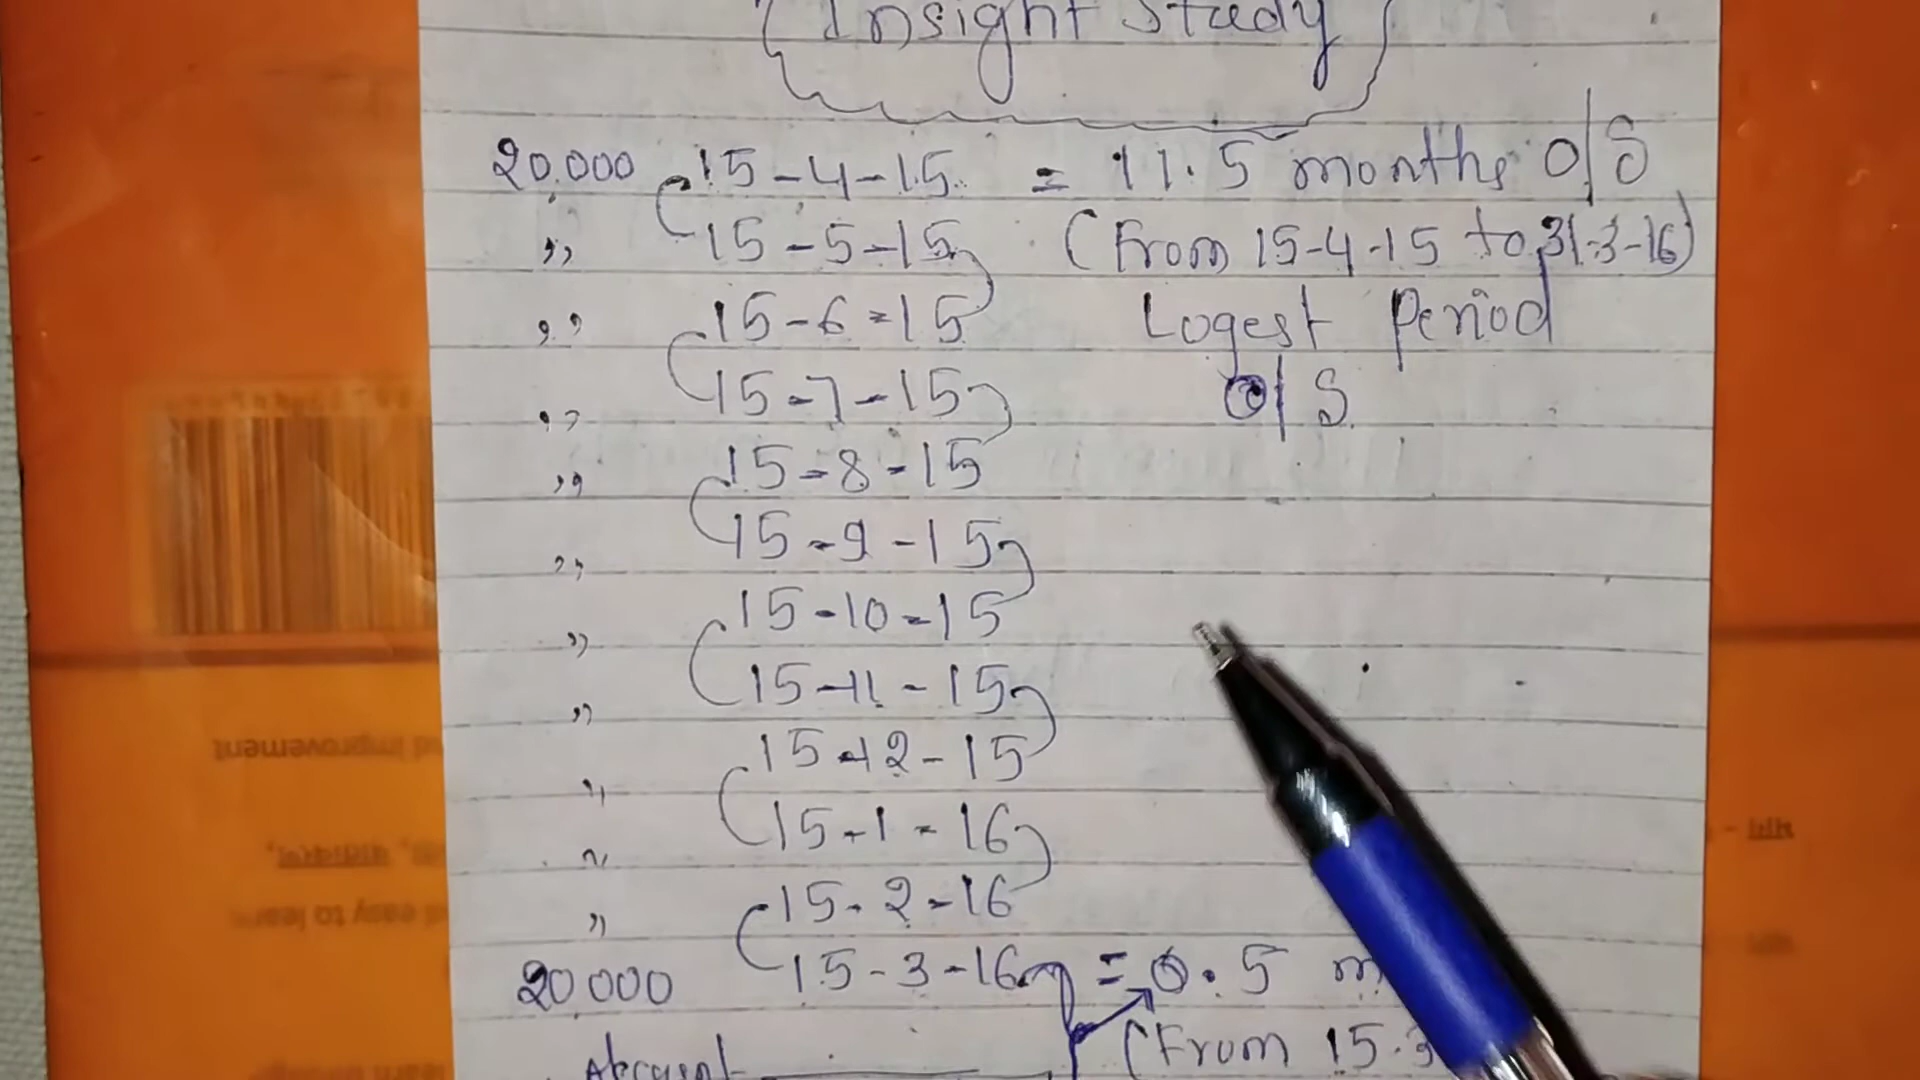 Insight Study
20.000 15-4-15 = 11.5 months O/S
,, 15-5-15 (From 15-4-15 to 31-3-16)
,, 15-6-15 Logest Period
,, 15-7-15 O/S
,, 15-8-15
,, 15-9-15
,, 15-10-15
,, 15-11-15
,, 15-12-15
,, 15-1-16
,, 15-2-16
20000 15-3-16 = 0.5 m
(From 15.3